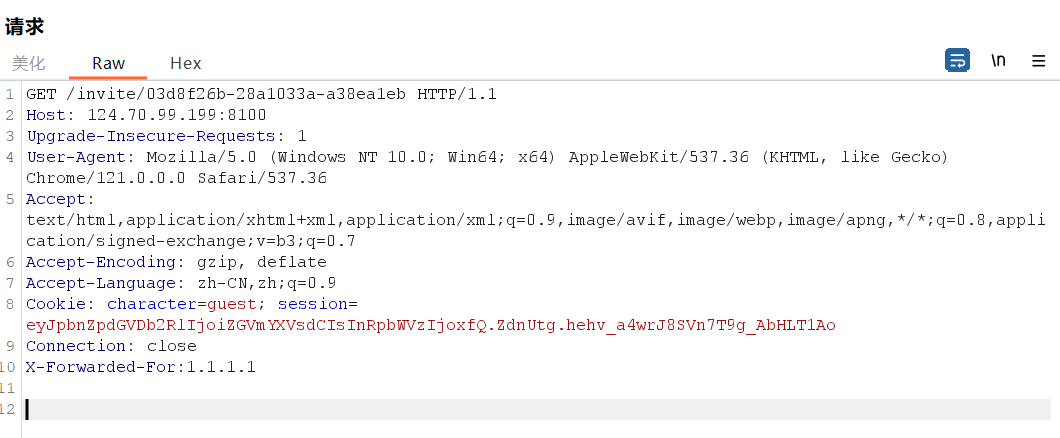 请求
美化 Raw Hex \n
1 GET /invite/03d8f26b-28a1033a-a38ea1eb HTTP/1.1
2 Host: 124.70.99.199:8100
3 Upgrade-Insecure-Requests: 1
4 User-Agent: Mozilla/5.0 (Windows NT 10.0; Win64; x64) AppleWebKit/537.36 (KHTML, like Gecko)
Chrome/121.0.0.0 Safari/537.36
5 Accept:
text/html,application/xhtml+xml,application/xml;q=0.9,image/avif,image/webp,image/apng,*/*;q=0.8,appli
cation/signed-exchange;v=b3;q=0.7
6 Accept-Encoding: gzip, deflate
7 Accept-Language: zh-CN,zh;q=0.9
8 Cookie: character=guest; session=
eyJpbnZpdGVDb2RlIjoiZGVmYXVsdCIsInRpbWVzIjoxfQ.ZdnUtg.hehv_a4wrJ8SVn7T9g_AbHLT1Ao
9 Connection: close
10 X-Forwarded-For:1.1.1.1
11
12